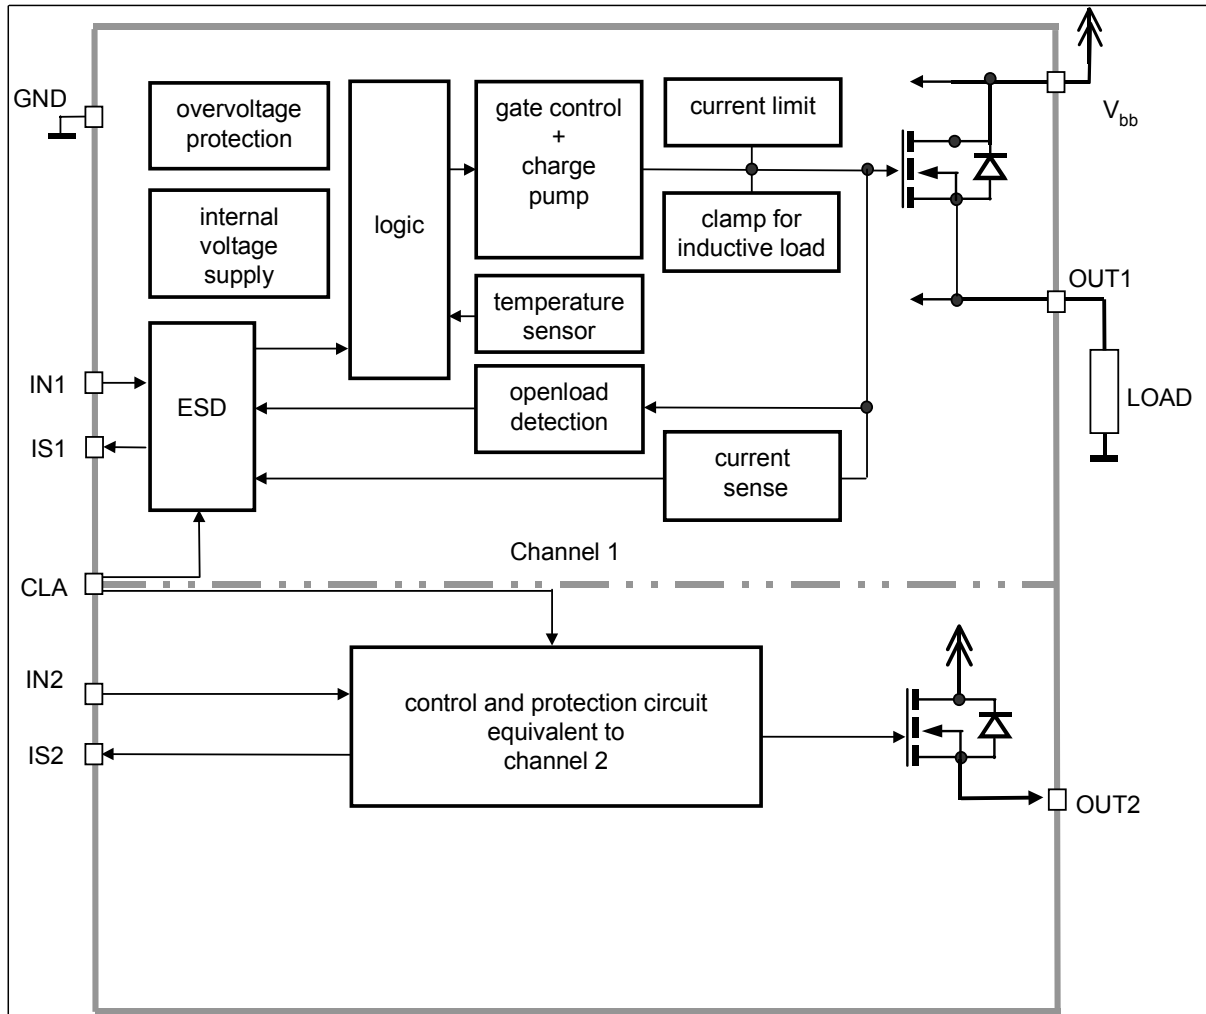 GND
overvoltage
protection
internal
voltage
supply
logic
gate control
+
charge
pump
current limit
clamp for
inductive load
V_bb
temperature
sensor
OUT1
IN1
ESD
openload
detection
LOAD
IS1
current
sense
Channel 1
CLA
IN2
control and protection circuit
equivalent to
channel 2
IS2
OUT2